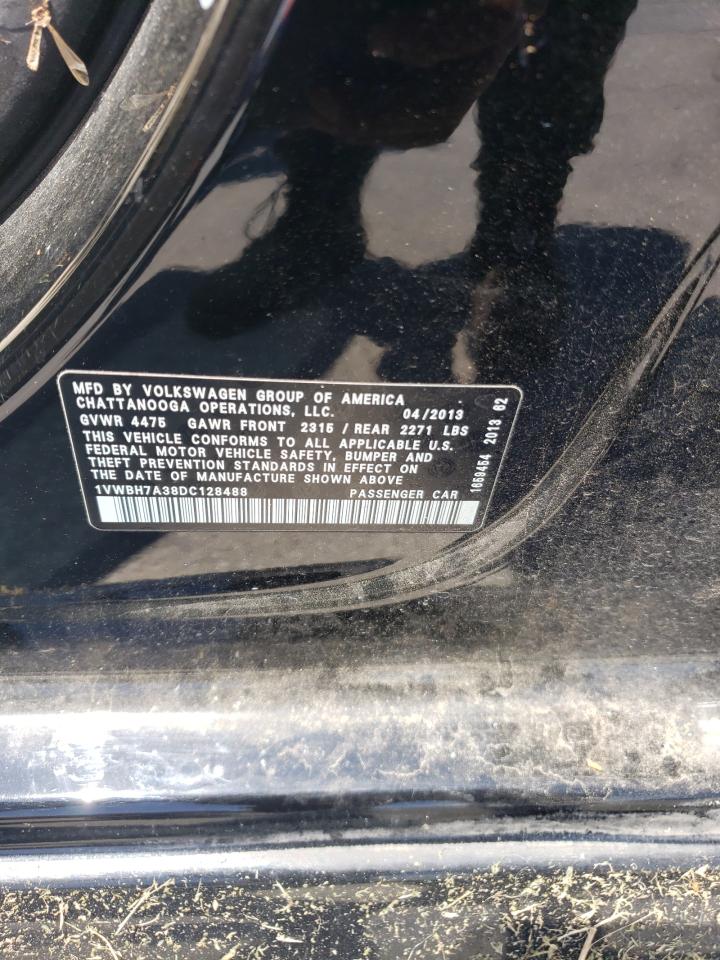 MFD BY VOLKSWAGEN GROUP OF AMERICA
CHATTANOOGA OPERATIONS, LLC. 04/2013
GVWR 4475 GAWR FRONT 2315 / REAR 2271 LBS
THIS VEHICLE CONFORMS TO ALL APPLICABLE U.S.
FEDERAL MOTOR VEHICLE SAFETY, BUMPER AND
THEFT PREVENTION STANDARDS IN EFFECT ON
THE DATE OF MANUFACTURE SHOWN ABOVE
1VWBH7A38DC128488 PASSENGER CAR
1659454 2013 62